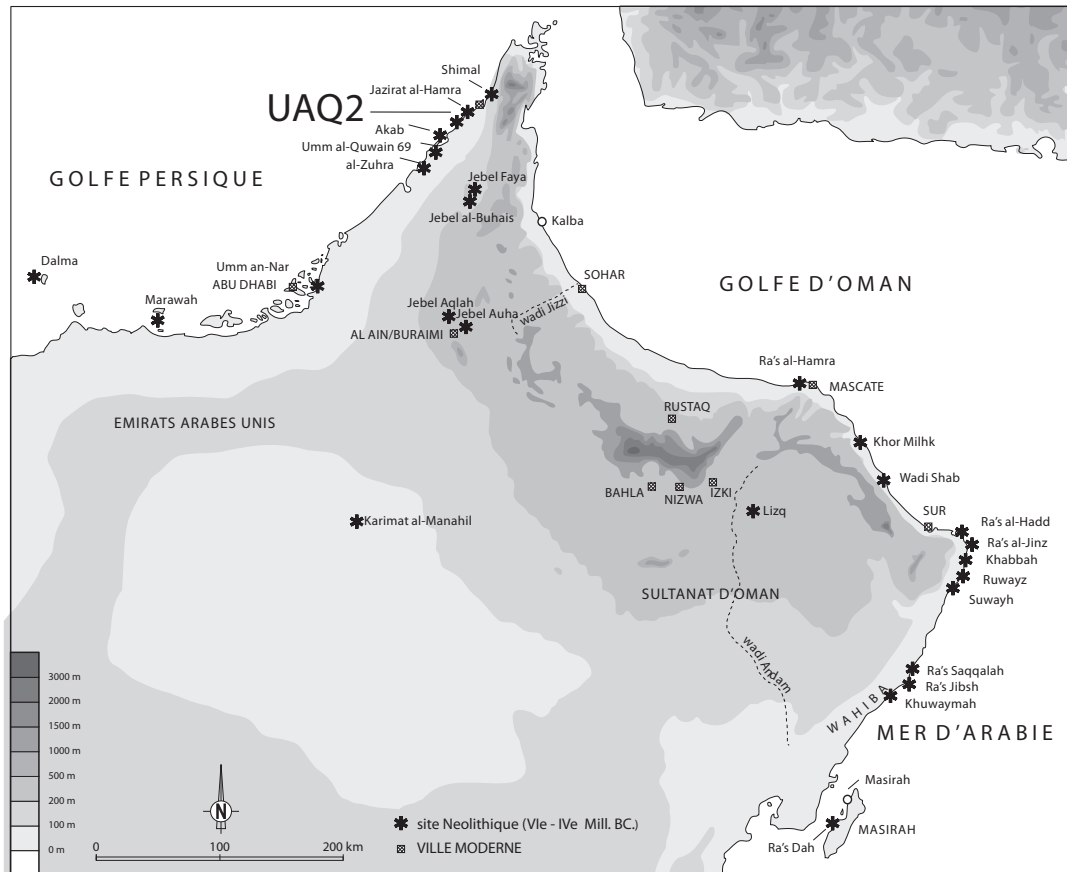 Shimal
Jazirat al-Hamra
UAQ2
Akab
Umm al-Quwain 69
al-Zuhra
GOLFE PERSIQUE
Jebel Faya
Jebel al-Buhais
Kalba
Dalma
Umm an-Nar
ABU DHABI
SOHAR
GOLFE D'OMAN
Marawah
Jebel Aqlah
wadi Jizzi
Jebel Auha
AL AIN/BURAIMI
Ra's al-Hamra
MASCATE
RUSTAQ
EMIRATS ARABES UNIS
Khor Milhk
Wadi Shab
BAHLA
NIZWA
IZKI
Lizq
SUR
Karimat al-Manahil
Ra's al-Hadd
Ra's al-Jinz
Khabbah
Ruwayz
Suwayh
SULTANAT D'OMAN
wadi Andam
Ra's Saqqalah
Ra's Jibsh
Khuwaymah
WAHIBA
MER D'ARABIE
3000 m
2000 m
1500 m
1000 m
500 m
200 m
100 m
0 m
N
Masirah
site Neolithique (VIe - IVe Mill. BC.)
MASIRAH
VILLE MODERNE
Ra's Dah
0 100 200 km